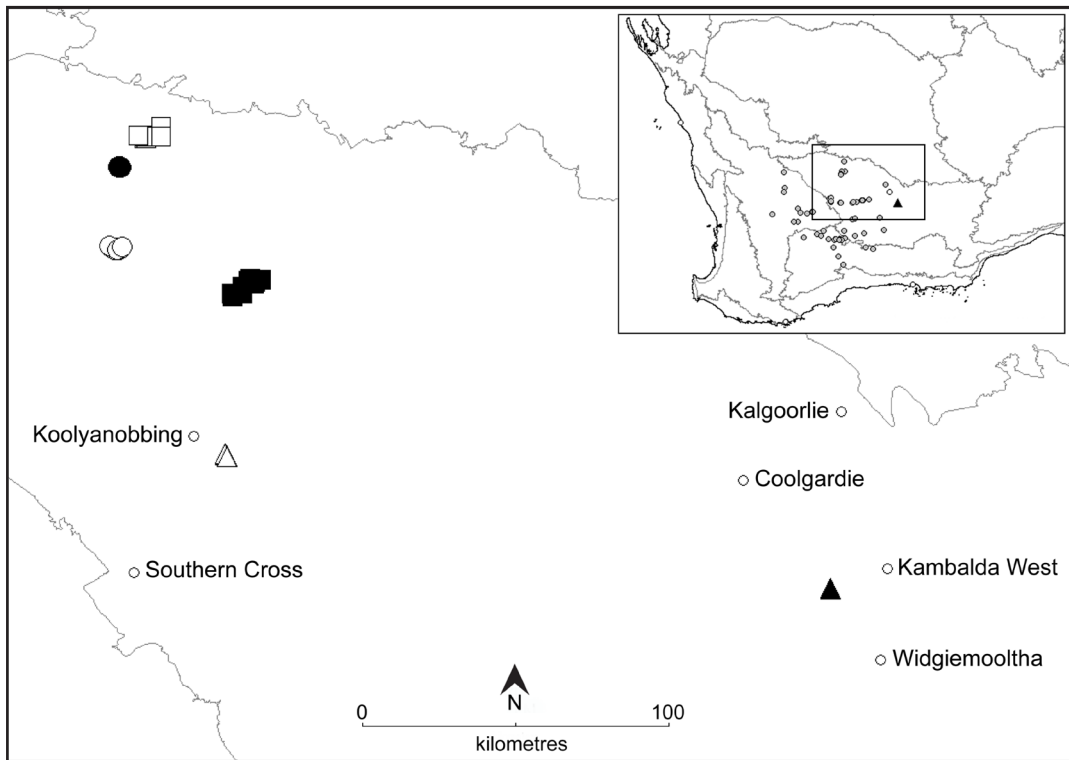 Kalgoorlie
Koolyanobbing
Coolgardie
Southern Cross
Kambalda West
Widgiemooltha
N
0 100
kilometres